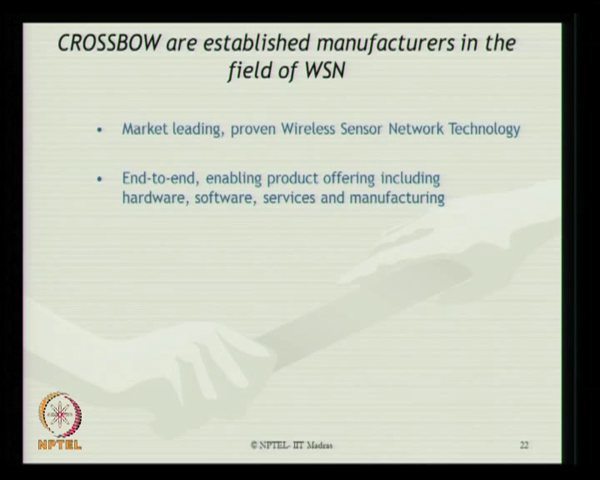 CROSSBOW are established manufacturers in the
field of WSN
• Market leading, proven Wireless Sensor Network Technology
• End-to-end, enabling product offering including
hardware, software, services and manufacturing
NPTEL
© NPTEL- IIT Madras
22